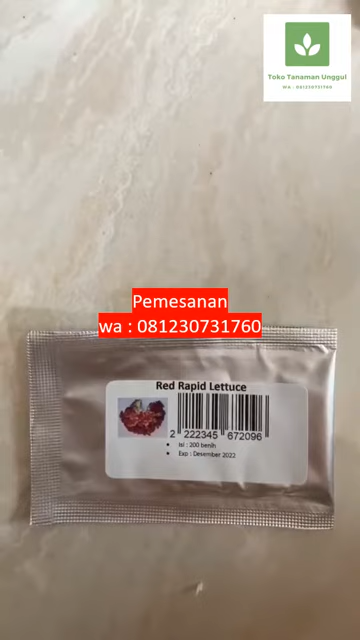 Toko Tanaman Unggul
WA : 081230731760
Pemesanan
wa : 081230731760
Red Rapid Lettuce
2 222345 672096
• Isi : 200 benih
• Exp : Desember 2022